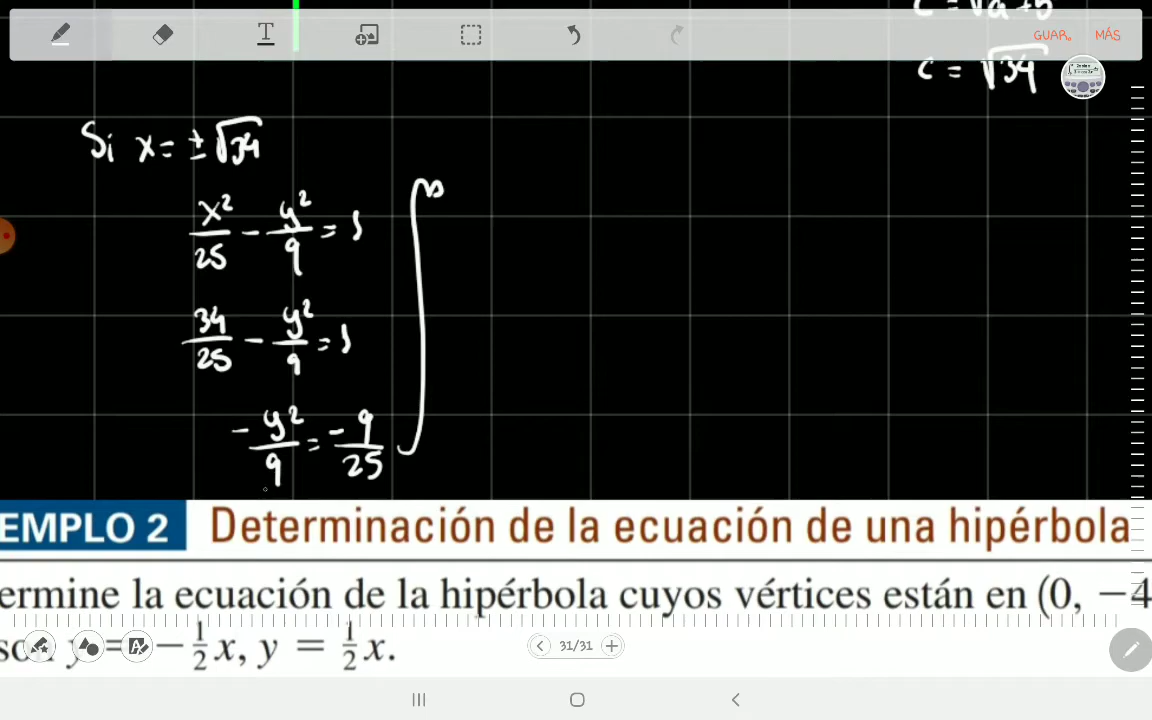 c = √a + b
GUAR.
MÁS
c = √34
Si x = ±√34
x²/25 - y²/9 = 1
34/25 - y²/9 = 1
- y²/9 = - 9/25
EMPLO 2 Determinación de la ecuación de una hipérbola
ermine la ecuación de la hipérbola cuyos vértices están en (0, −4
y = −1/2 x, y = 1/2 x.
31/31